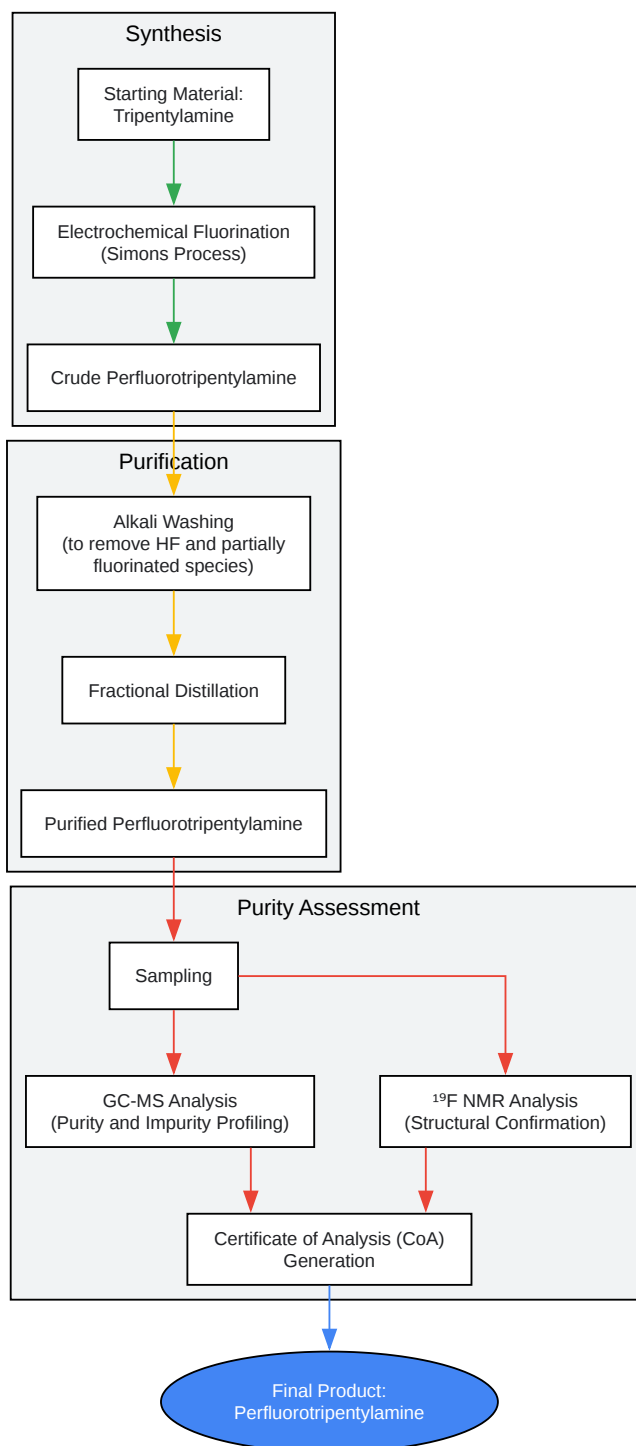 Synthesis
Starting Material:
Tripentylamine
Electrochemical Fluorination
(Simons Process)
Crude Perfluorotripentylamine
Purification
Alkali Washing
(to remove HF and partially
fluorinated species)
Fractional Distillation
Purified Perfluorotripentylamine
Purity Assessment
Sampling
GC-MS Analysis
(Purity and Impurity Profiling)
¹⁹F NMR Analysis
(Structural Confirmation)
Certificate of Analysis (CoA)
Generation
Final Product:
Perfluorotripentylamine